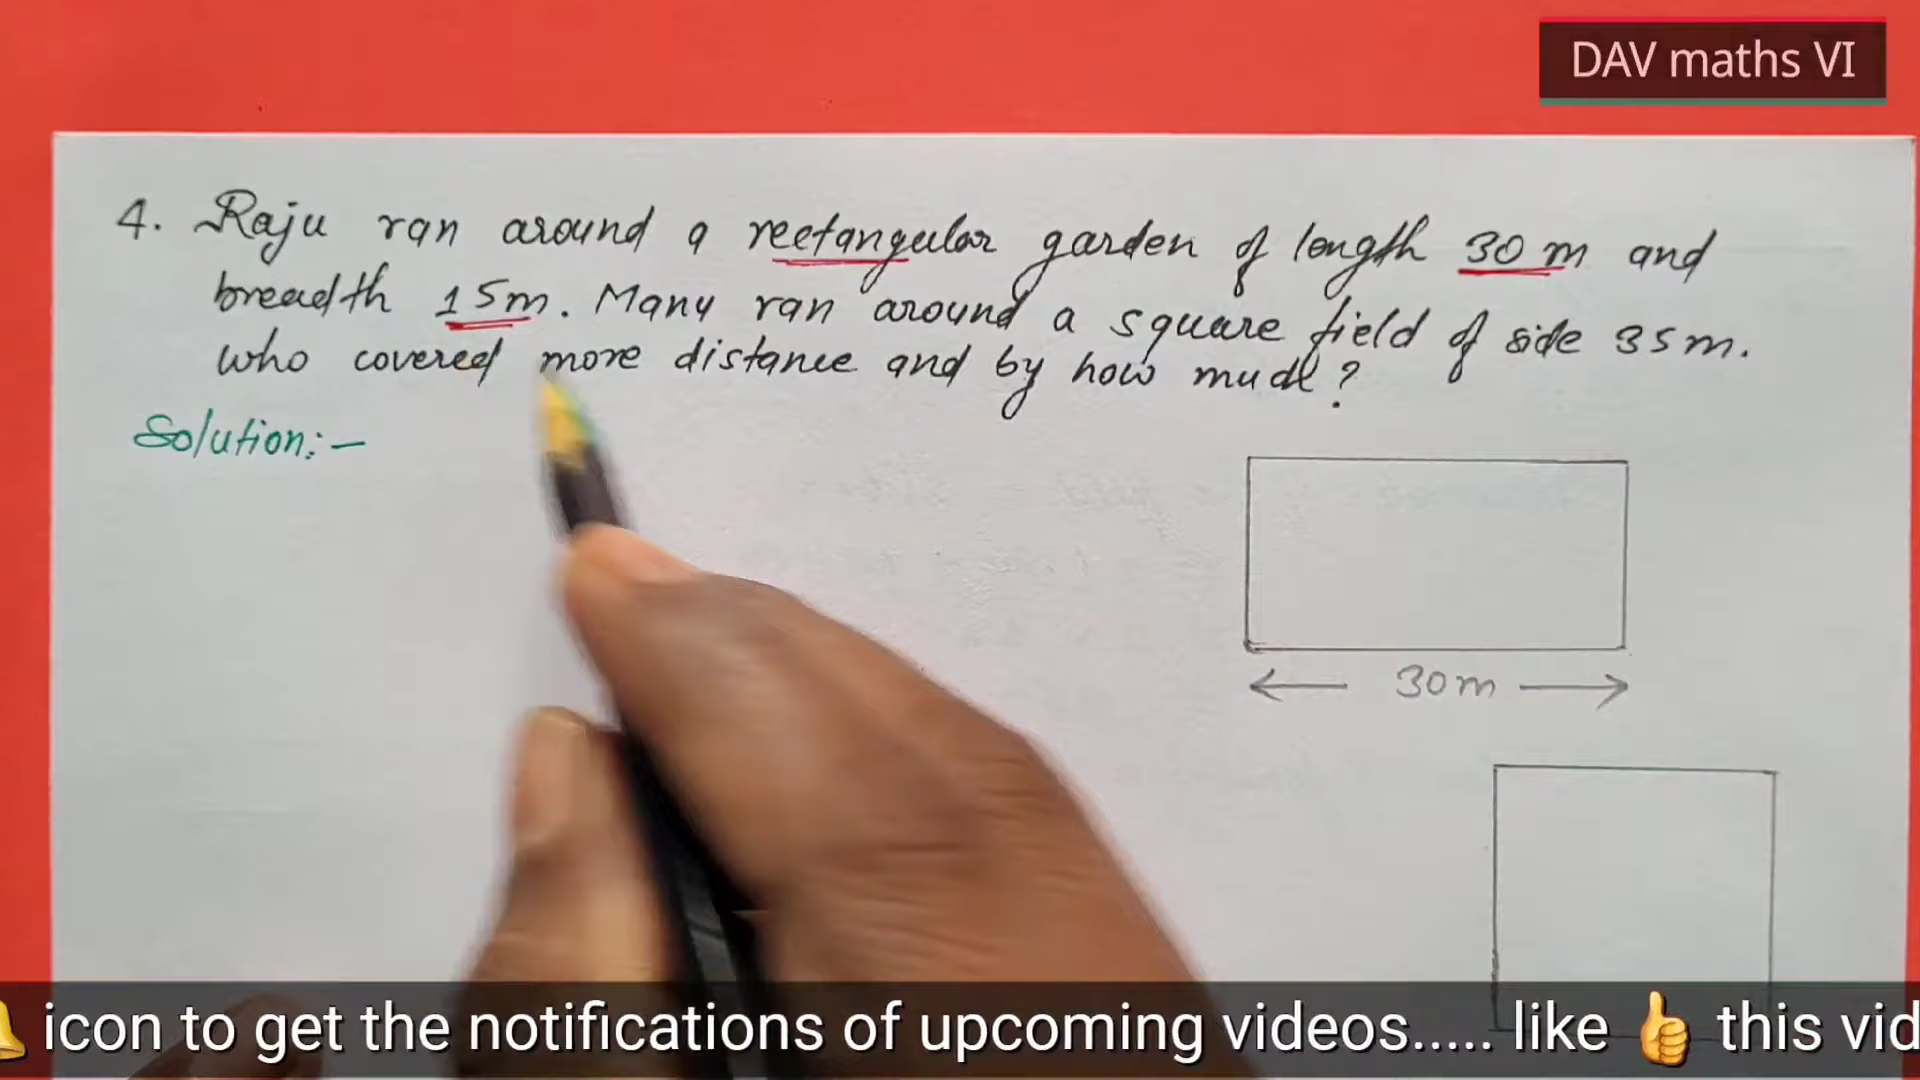 DAV maths VI
4. Raju ran around a rectangular garden of length 30 m and
breadth 15m. Many ran around a square field of side 35m.
who covered more distance and by how much?
Solution:-
30m
icon to get the notifications of upcoming videos..... like 👍 this vid